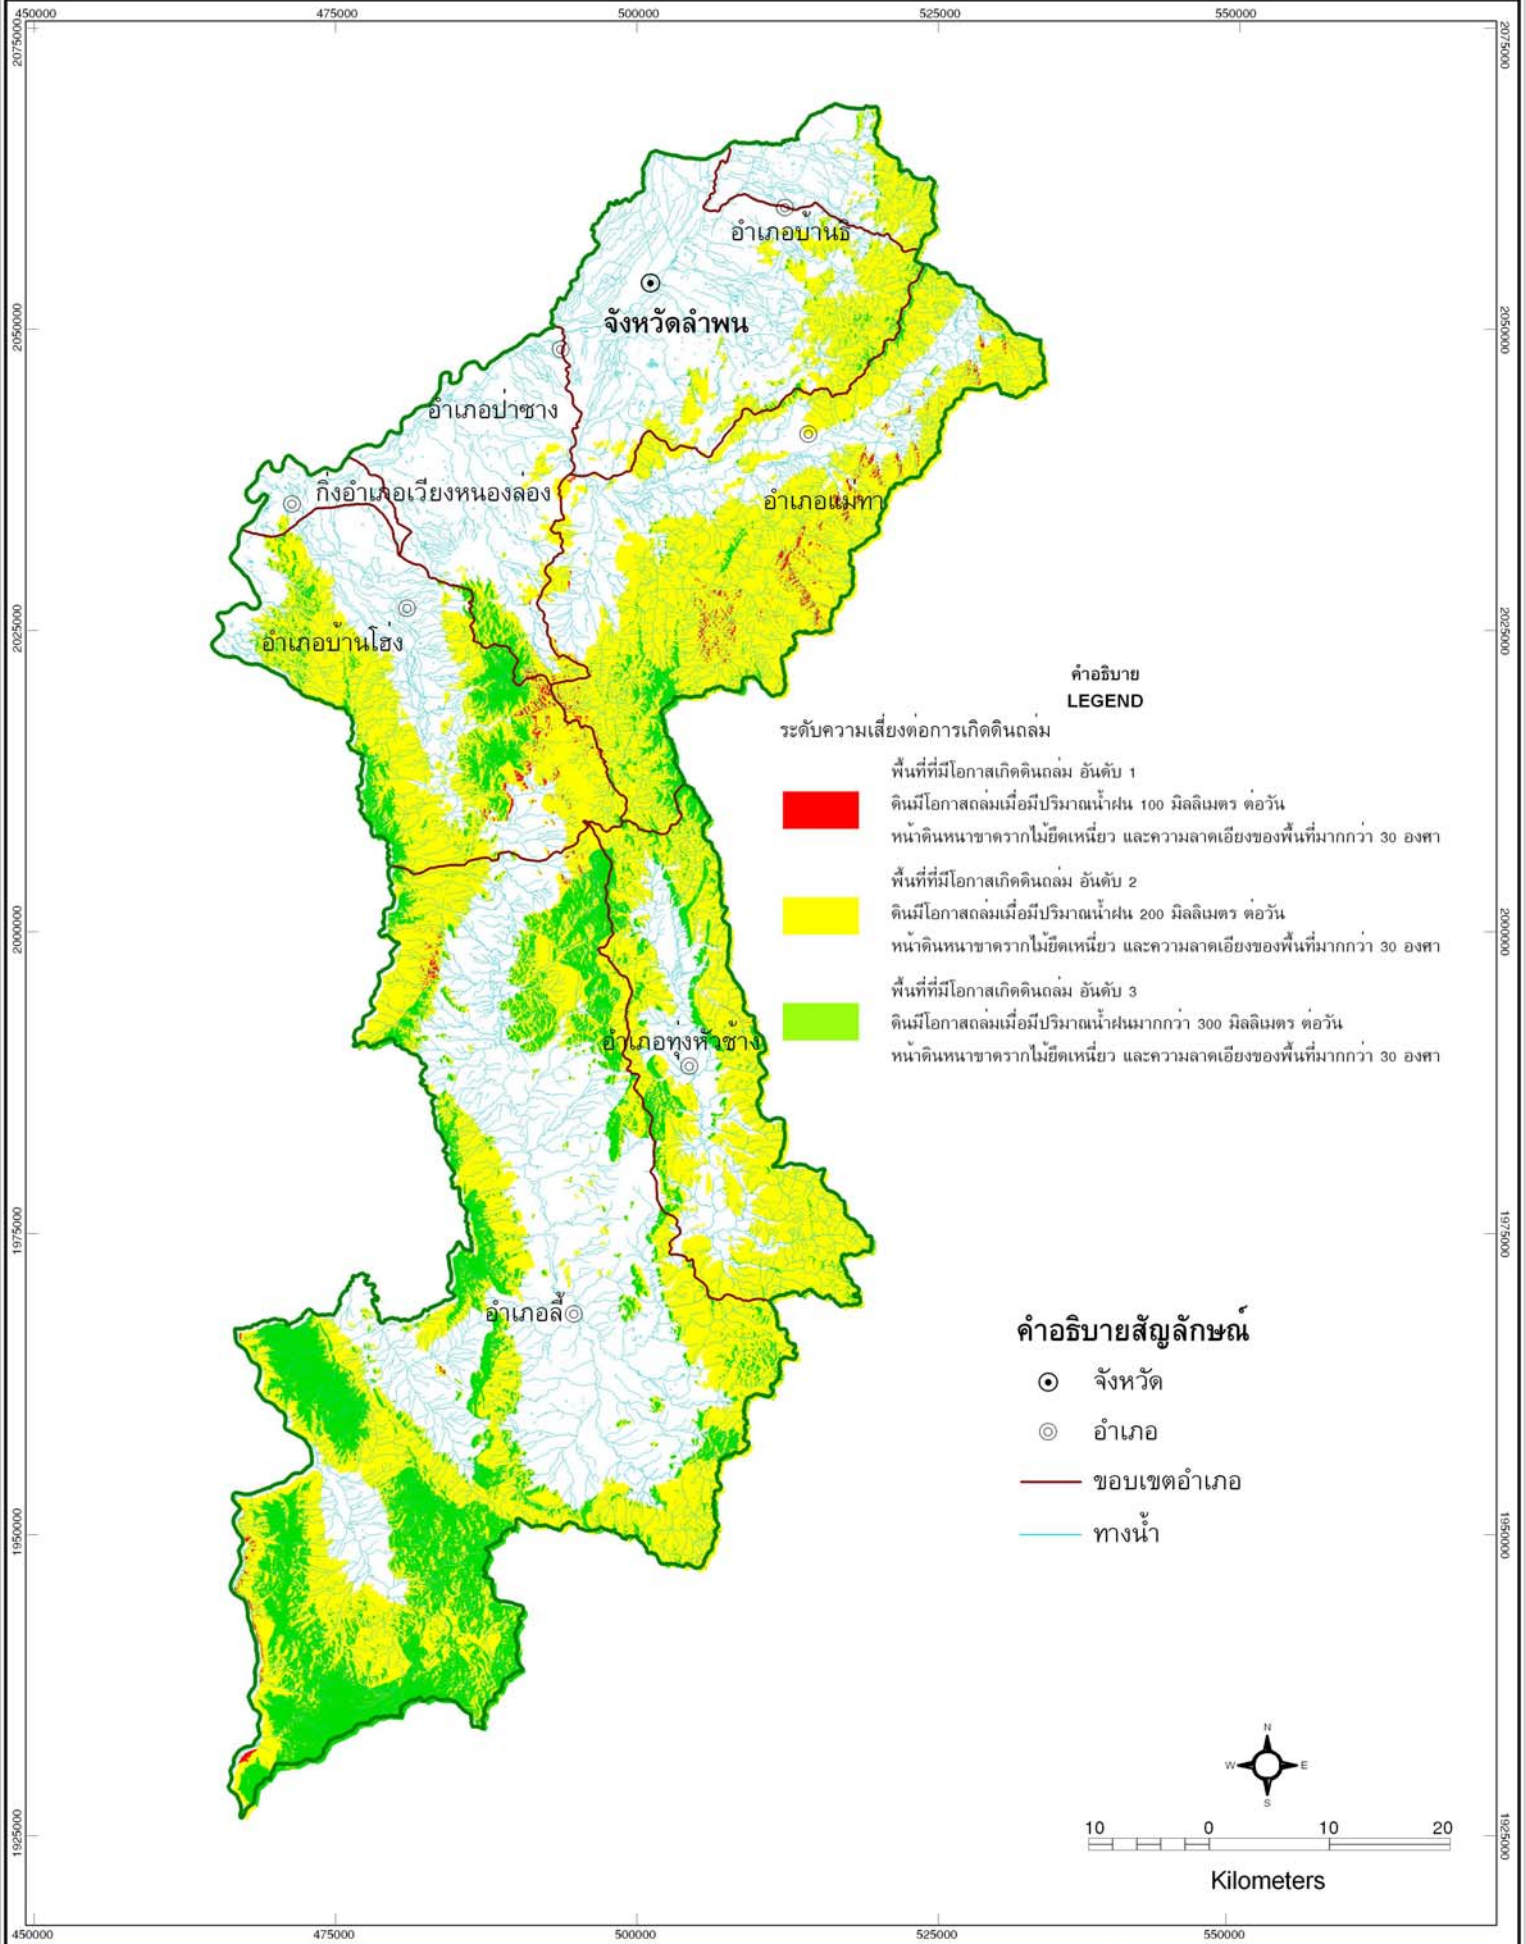 450000
475000
500000
525000
550000
2075000
2075000
อำเภอบ้านธิ
จังหวัดลำพน
2050000
2050000
อำเภอป่าซาง
กิ่งอำเภอเวียงหนองล่อง
อำเภอแม่ทา
2025000
2025000
อำเภอบ้านโฮ่ง
คำอธิบาย
LEGEND
ระดับความเสี่ยงต่อการเกิดดินถล่ม
พื้นที่ที่มีโอกาสเกิดดินถล่ม อันดับ 1
ดินมีโอกาสถล่มเมื่อมีปริมาณน้ำฝน 100 มิลลิเมตร ต่อวัน
หน้าดินหนาขาดรากไม้ยึดเหนี่ยว และความลาดเอียงของพื้นที่มากกว่า 30 องศา
พื้นที่ที่มีโอกาสเกิดดินถล่ม อันดับ 2
ดินมีโอกาสถล่มเมื่อมีปริมาณน้ำฝน 200 มิลลิเมตร ต่อวัน
หน้าดินหนาขาดรากไม้ยึดเหนี่ยว และความลาดเอียงของพื้นที่มากกว่า 30 องศา
2000000
2000000
พื้นที่ที่มีโอกาสเกิดดินถล่ม อันดับ 3
ดินมีโอกาสถล่มเมื่อมีปริมาณน้ำฝนมากกว่า 300 มิลลิเมตร ต่อวัน
หน้าดินหนาขาดรากไม้ยึดเหนี่ยว และความลาดเอียงของพื้นที่มากกว่า 30 องศา
อำเภอทุ่งหัวช้าง
1975000
1975000
อำเภอลี้
คำอธิบายสัญลักษณ์
จังหวัด
อำเภอ
ขอบเขตอำเภอ
ทางน้ำ
1950000
1950000
N
W
E
S
10
0
10
20
Kilometers
1925000
1925000
450000
475000
500000
525000
550000